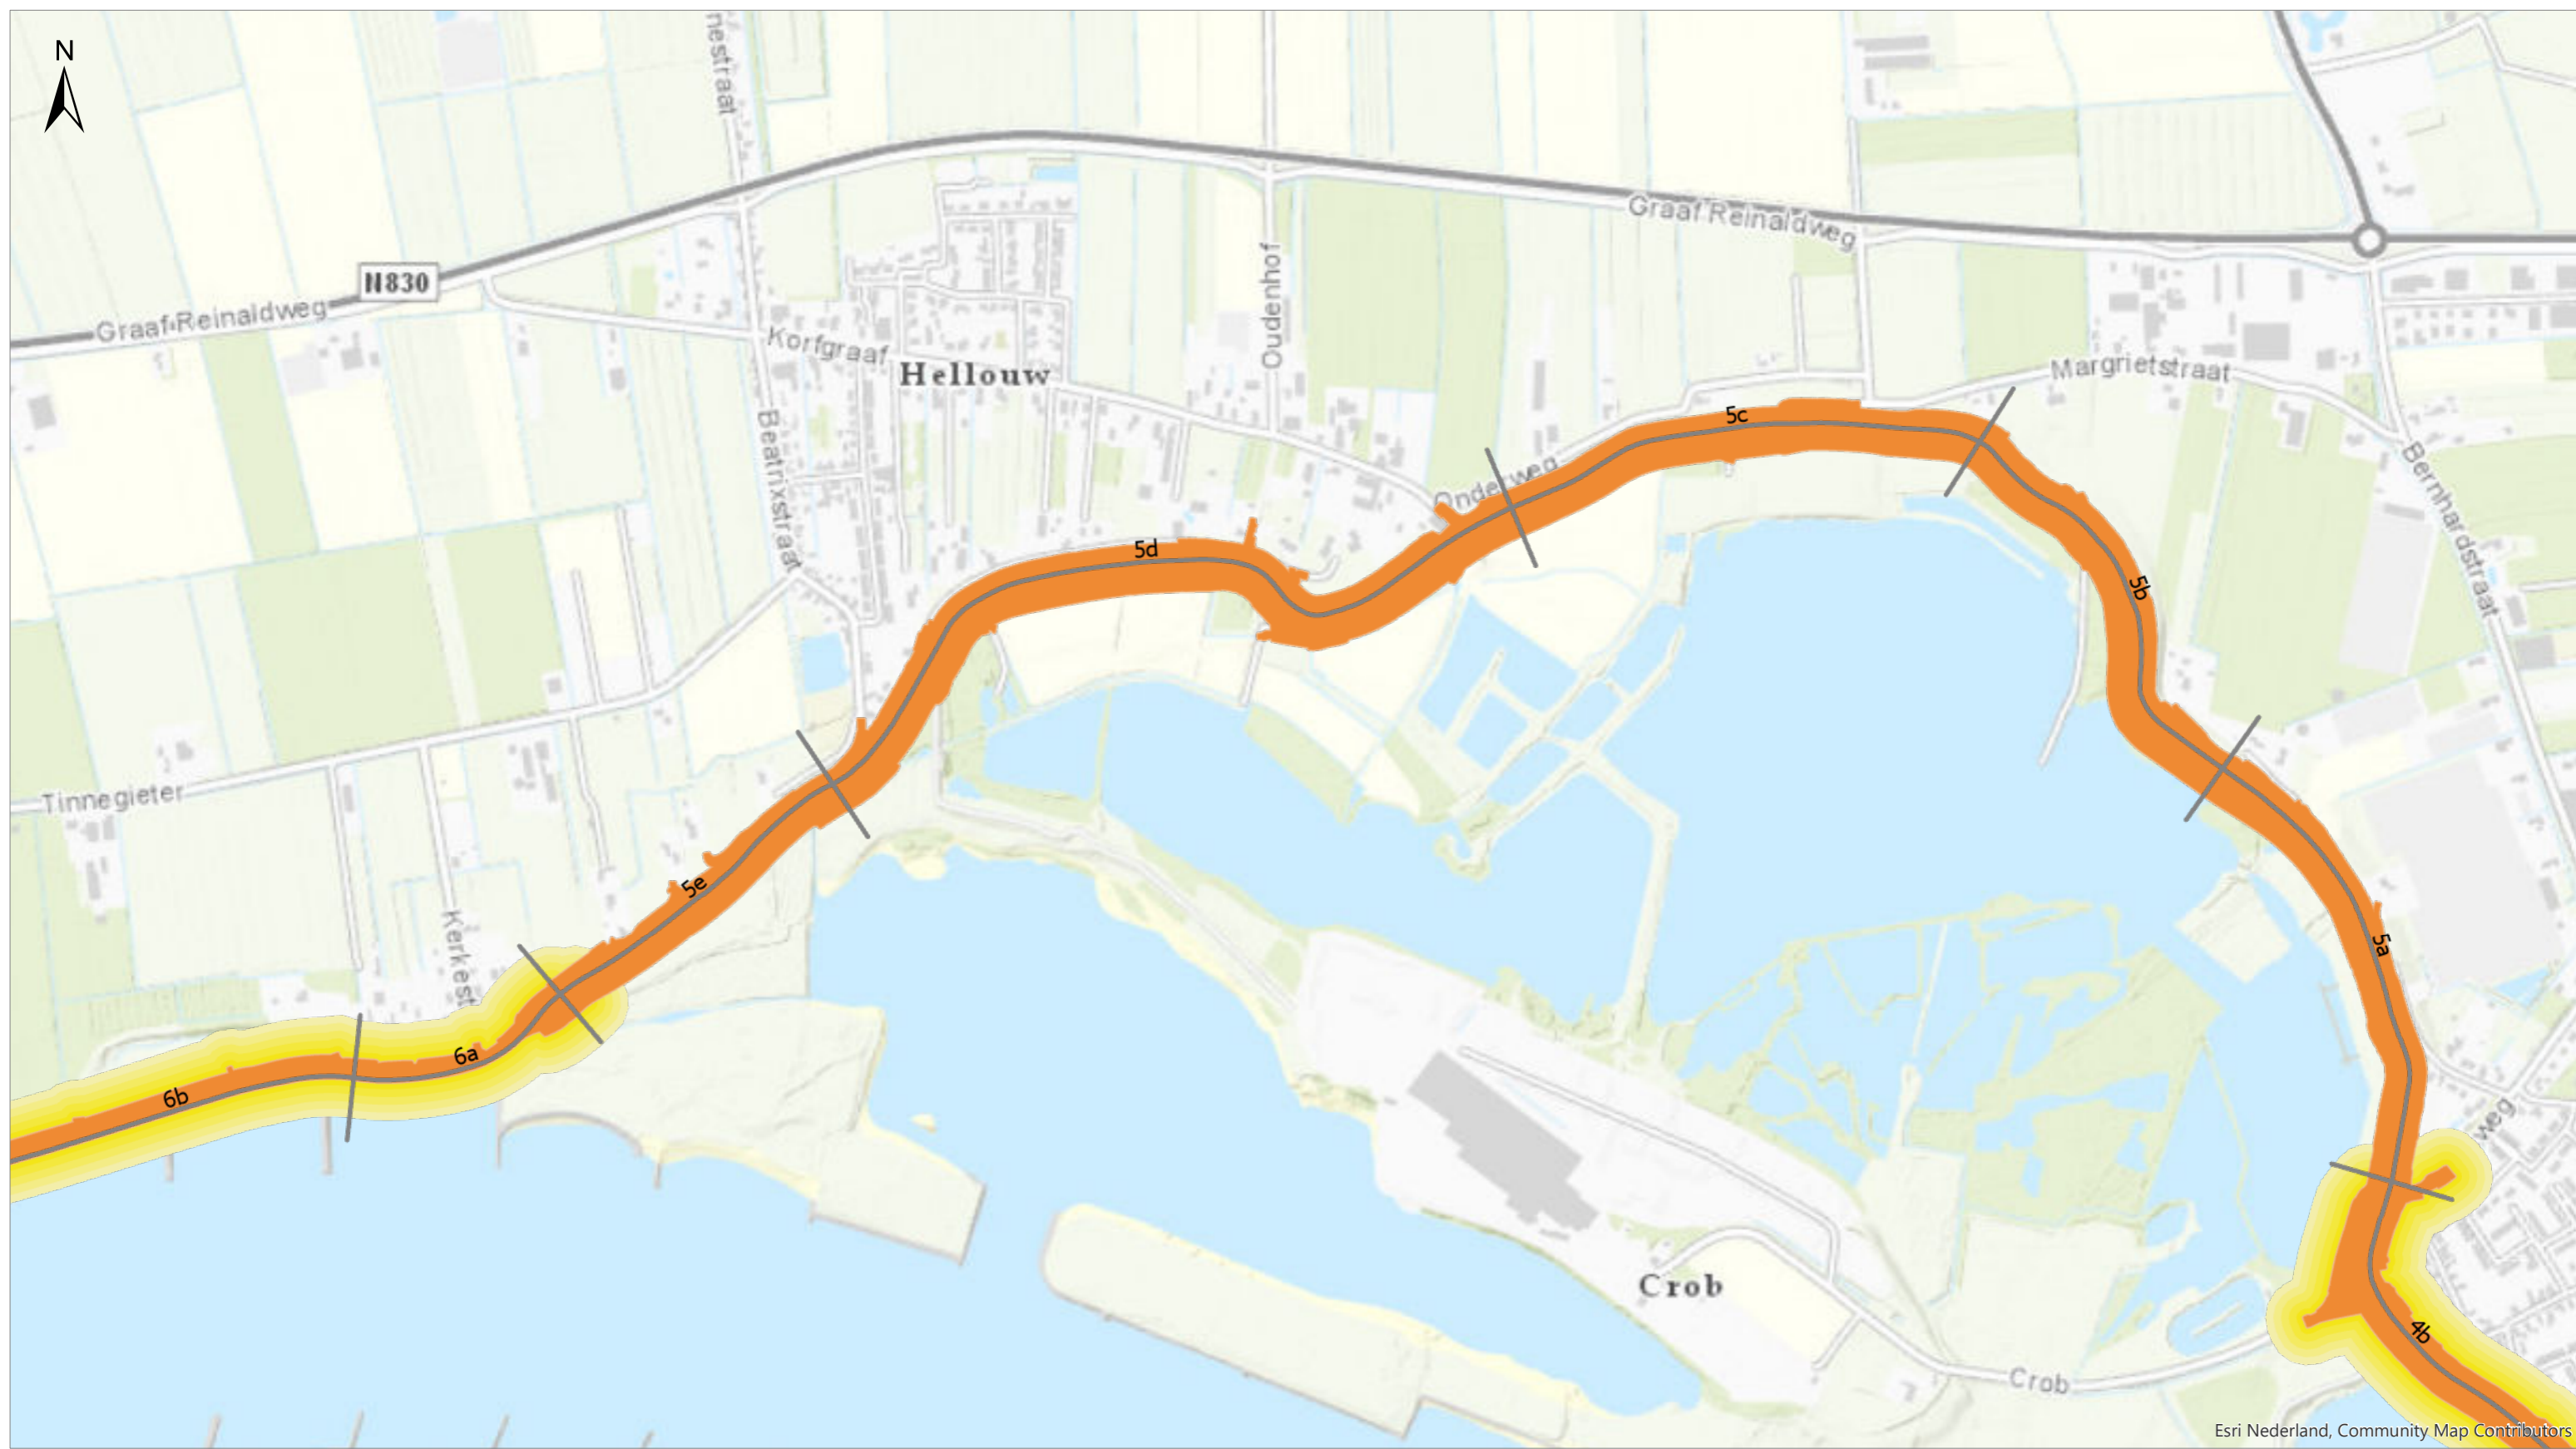 N
nestraat
Graaf Reinaldweg
N830
Graaf Reinaldweg
Oudenhof
Korfgraaf
Hellouw
Margrietstraat
5c
Beatrixstraat
Onderweg
Bernhardstraat
5d
5b
Tinnegieter
5e
Kerkest
5a
6a
6b
weg
Crob
4b
Crob
Esri Nederland, Community Map Contributors